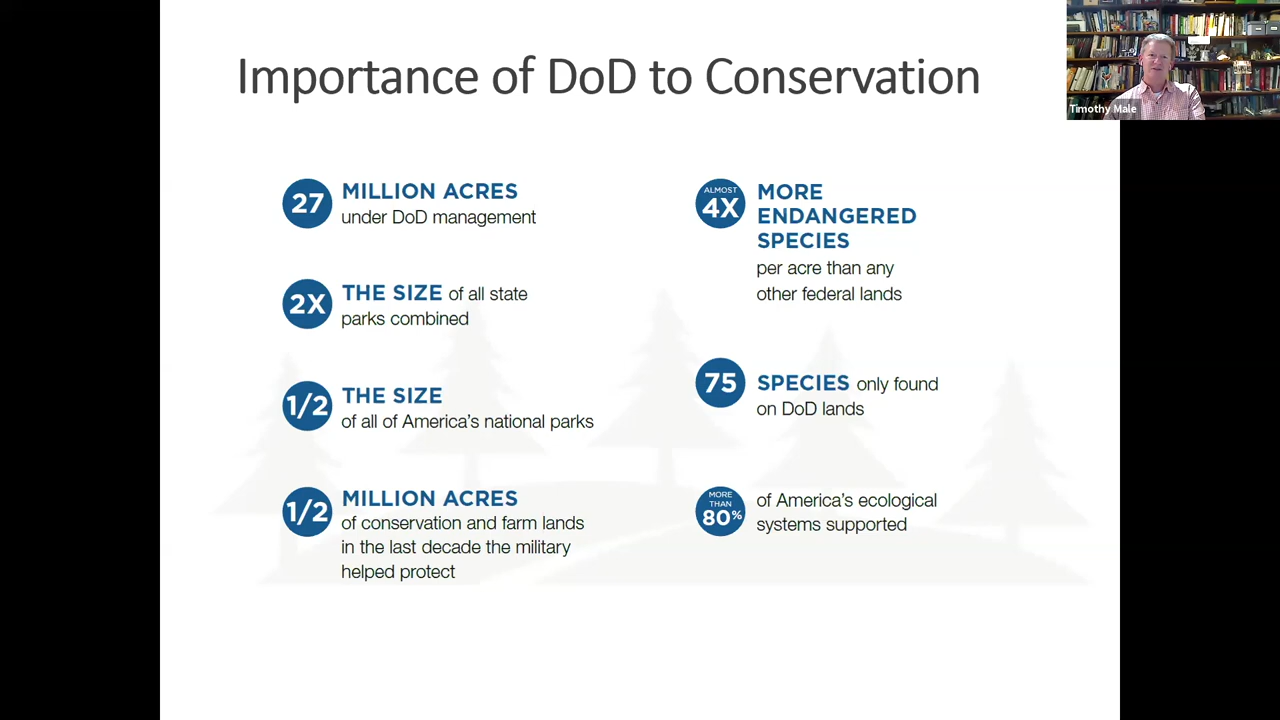 Importance of DoD to Conservation
Timothy Male
27
MILLION ACRES
under DoD management
2X
THE SIZE of all state
parks combined
1/2
THE SIZE
of all of America's national parks
1/2
MILLION ACRES
of conservation and farm lands
in the last decade the military
helped protect
ALMOST
4X
MORE
ENDANGERED
SPECIES
per acre than any
other federal lands
75
SPECIES only found
on DoD lands
MORE
THAN
80%
of America's ecological
systems supported